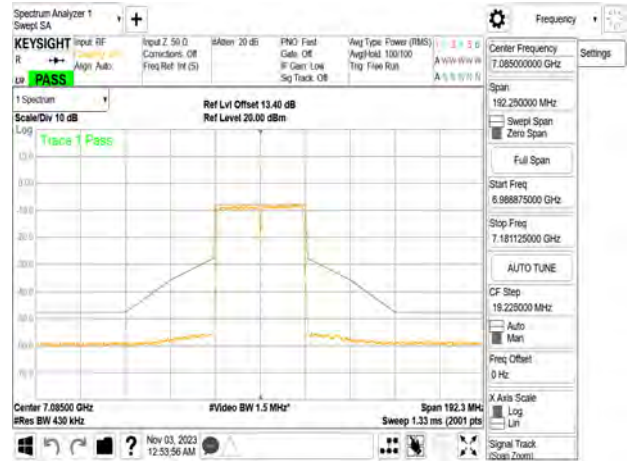 Spectrum Analyzer 1
Swept SA
Frequency
KEYSIGHT
Input: RF
Input Z: 50 Ω
#Atten: 20 dB
PNO: Fast
Avg Type: Power (RMS)
Corrections: Off
Gate: Off
Avg|Hold: 100/100
Align: Auto
Freq Ref: Int (S)
IF Gain: Low
Trig: Free Run
Sig Track: Off
PASS
Center Frequency
7.085000000 GHz
Settings
Span
192.250000 MHz
Swept Span
Zero Span
Full Span
Start Freq
6.988875000 GHz
Stop Freq
7.181125000 GHz
AUTO TUNE
CF Step
19.225000 MHz
Auto
Man
Freq Offset
0 Hz
X Axis Scale
Log
Lin
Signal Track
(Span Zoom)
1 Spectrum
Scale/Div 10 dB
Ref Lvl Offset 13.40 dB
Ref Level 20.00 dBm
Log
Trace 1 Pass
10.0
0.00
Center 7.08500 GHz
#Video BW 1.5 MHz*
Span 192.3 MHz
#Res BW 430 kHz
Sweep 1.33 ms (2001 pts
?
Nov 03, 2023
12:53:56 AM